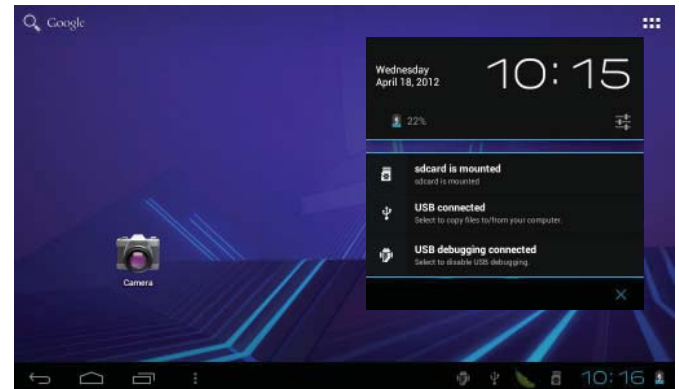 Google
Wednesday
April 18, 2012
10:15
22%
sdcard is mounted
sdcard is mounted
USB connected
Select to copy files to/from your computer.
USB debugging connected
Select to disable USB debugging.
Camera
10:16